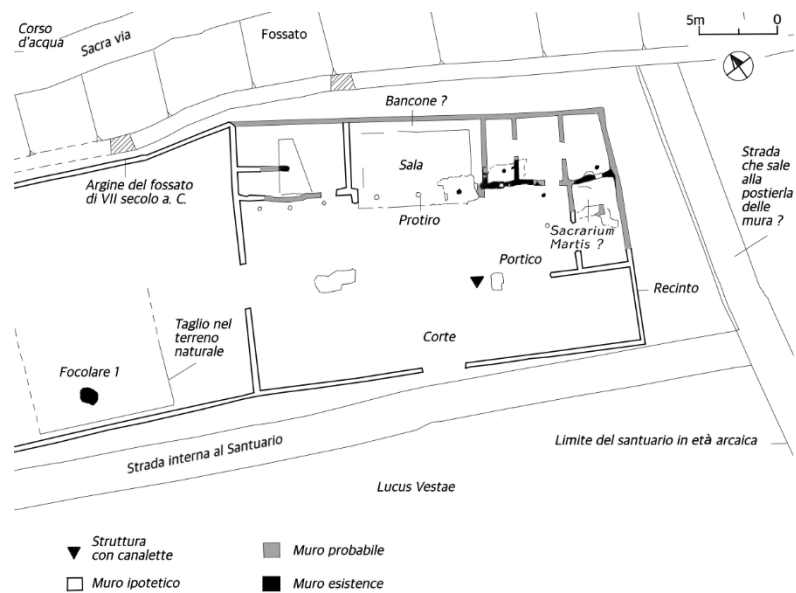 Corso
d'acqua
Sacra via
Fossato
5m
0
Bancone ?
Argine del fossato
di VII secolo a. C.
Sala
Protiro
Sacrarium
Martis ?
Strada
che sale
alla
postierla
delle
mura ?
Portico
Recinto
Taglio nel
terreno
naturale
Corte
Focolare 1
Strada interna al Santuario
Limite del santuario in età arcaica
Lucus Vestae
Struttura
con canalette
Muro probabile
Muro ipotetico
Muro esistence